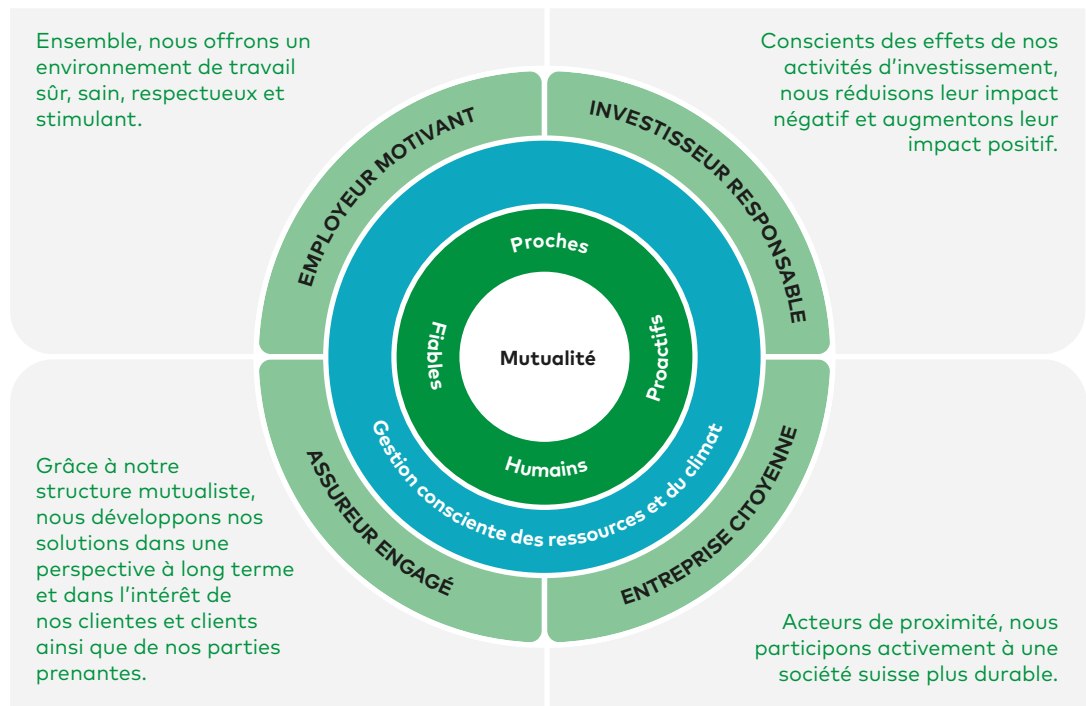 Ensemble, nous offrons un
environnement de travail
sûr, sain, respectueux et
stimulant.
Conscients des effets de nos
activités d’investissement,
nous réduisons leur impact
négatif et augmentons leur
impact positif.
EMPLOYEUR MOTIVANT
INVESTISSEUR RESPONSABLE
Proches
Fiables
Mutualité
Proactifs
Humains
Gestion consciente des ressources et du climat
ASSUREUR ENGAGÉ
ENTREPRISE CITOYENNE
Grâce à notre
structure mutualiste,
nous développons nos
solutions dans une
perspective à long terme
et dans l’intérêt de
nos clientes et clients
ainsi que de nos parties
prenantes.
Acteurs de proximité, nous
participons activement à une
société suisse plus durable.